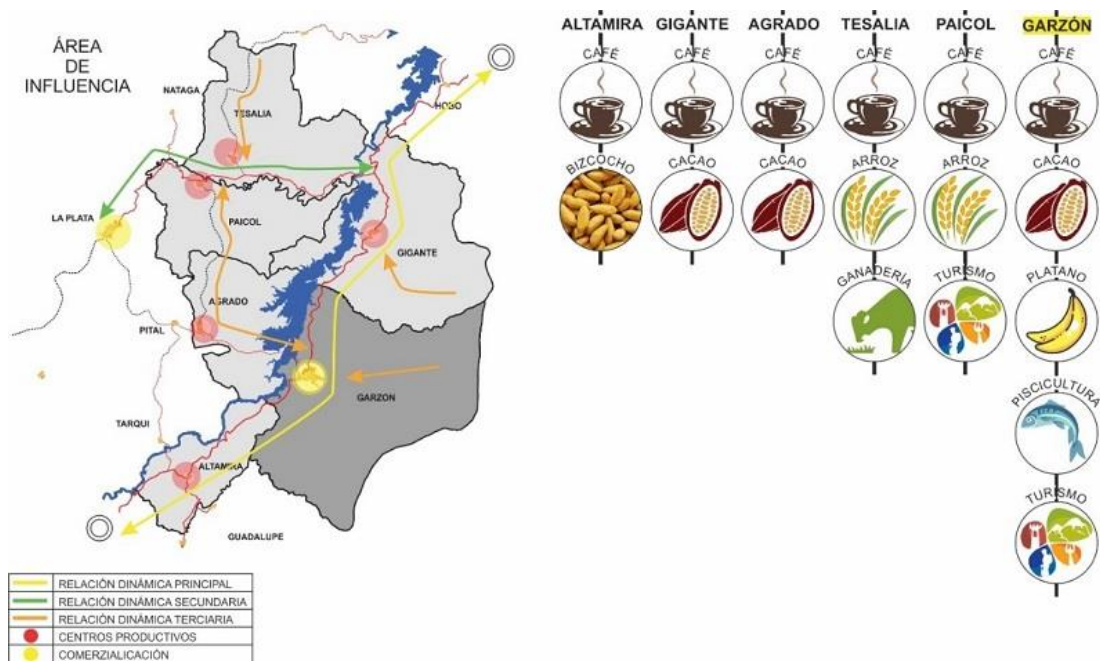 ÁREA
DE
INFLUENCIA
NATAGA
TESALIA
HOBO
LA PLATA
PAICOL
GIGANTE
AGRADO
PITAL
GARZON
TARQUI
ALTAMIRA
GUADALUPE
RELACIÓN DINÁMICA PRINCIPAL
RELACIÓN DINÁMICA SECUNDARIA
RELACIÓN DINÁMICA TERCIARIA
CENTROS PRODUCTIVOS
COMERZIALICACIÓN
ALTAMIRA GIGANTE AGRADO TESALIA PAICOL GARZÓN
CAFÉ CAFÉ CAFÉ CAFÉ CAFÉ CAFÉ
BIZCOCHO CACAO CACAO ARROZ ARROZ CACAO
GANADERÍA TURISMO PLATANO
PISCICULTURA
TURISMO